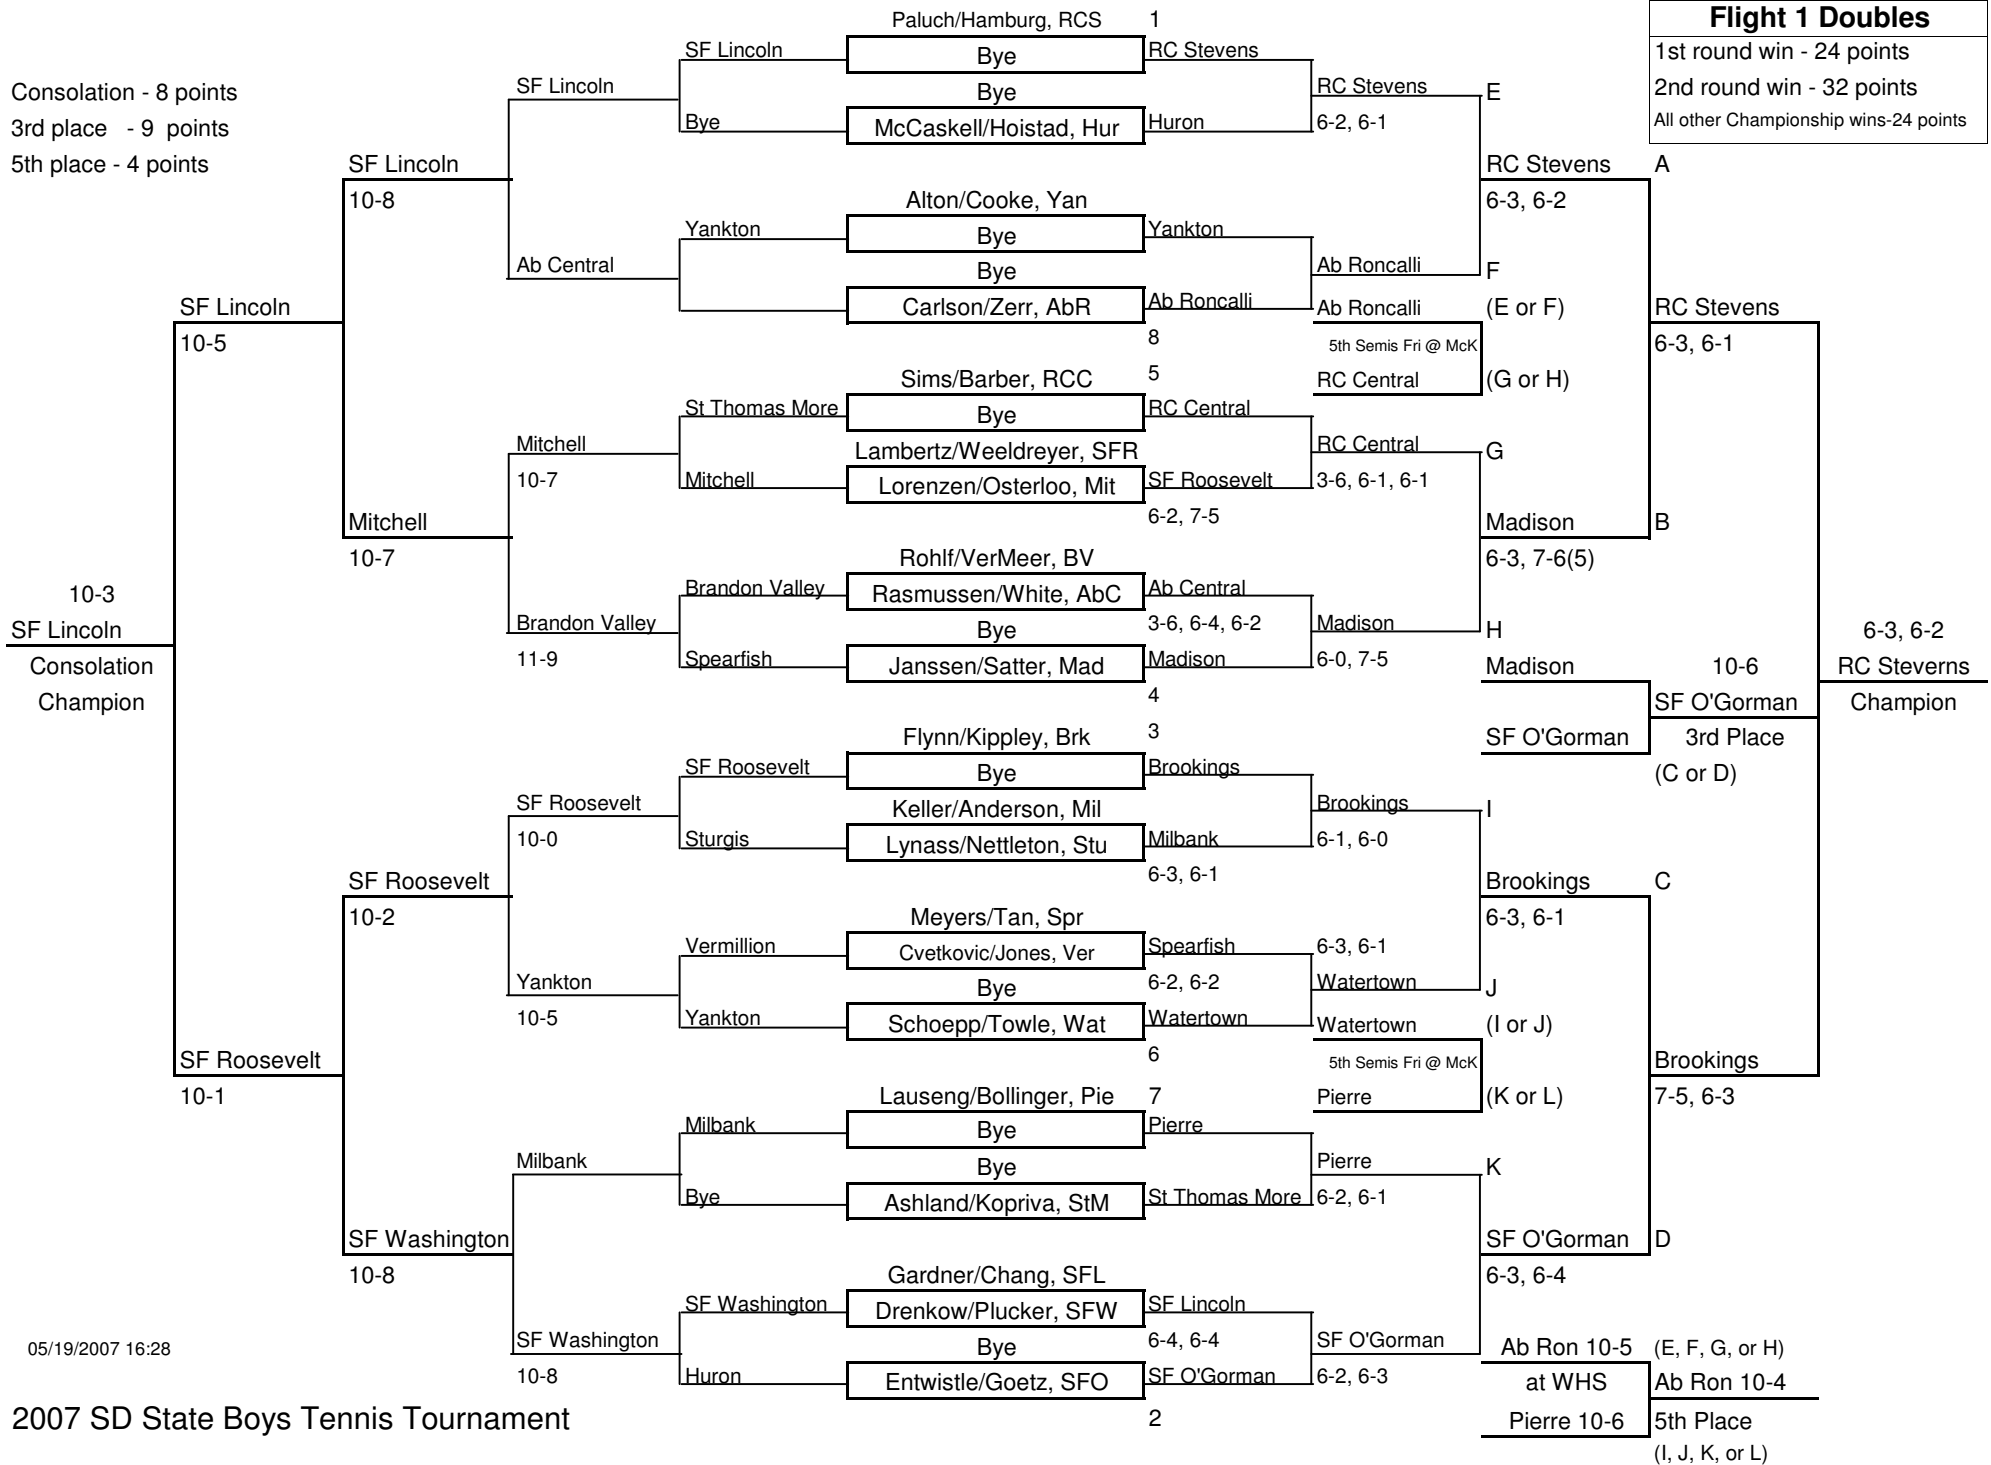 Paluch/Hamburg, RCS 1
Flight 1 Doubles
SF Lincoln Bye RC Stevens
1st round win - 24 points
SF Lincoln Bye RC Stevens E
2nd round win - 32 points
Consolation - 8 points
Bye McCaskell/Hoistad, Hur Huron 6-2, 6-1
All other Championship wins-24 points
3rd place - 9 points
5th place - 4 points
SF Lincoln RC Stevens A
10-8 Alton/Cooke, Yan 6-3, 6-2
Yankton Bye Yankton
Ab Central Bye Ab Roncalli F
SF Lincoln Carlson/Zerr, AbR Ab Roncalli Ab Roncalli (E or F) RC Stevens
10-5 8 5th Semis Fri @ McK 6-3, 6-1
Sims/Barber, RCC 5 RC Central (G or H)
St Thomas More Bye RC Central
Mitchell Lambertz/Weeldreyer, SFR RC Central G
10-7 Mitchell Lorenzen/Osterloo, Mit SF Roosevelt 3-6, 6-1, 6-1
Mitchell 6-2, 7-5 Madison B
10-7 Rohlf/VerMeer, BV 6-3, 7-6(5)
10-3 Brandon Valley Rasmussen/White, AbC Ab Central
SF Lincoln Brandon Valley Bye 3-6, 6-4, 6-2 Madison H 6-3, 6-2
Consolation 11-9 Spearfish Janssen/Satter, Mad Madison 6-0, 7-5 Madison 10-6 RC Steverns
Champion 4 SF O'Gorman Champion
Flynn/Kippley, Brk 3 SF O'Gorman 3rd Place
SF Roosevelt Bye Brookings (C or D)
SF Roosevelt Keller/Anderson, Mil Brookings I
10-0 Sturgis Lynass/Nettleton, Stu Milbank 6-1, 6-0
SF Roosevelt 6-3, 6-1 Brookings C
10-2 Meyers/Tan, Spr 6-3, 6-1
Vermillion Cvetkovic/Jones, Ver Spearfish 6-3, 6-1
Yankton Bye 6-2, 6-2 Watertown J
10-5 Yankton Schoepp/Towle, Wat Watertown Watertown (I or J)
SF Roosevelt 6 5th Semis Fri @ McK Brookings
10-1 Lauseng/Bollinger, Pie 7 Pierre (K or L) 7-5, 6-3
Milbank Bye Pierre
Milbank Bye Pierre K
Bye Ashland/Kopriva, StM St Thomas More 6-2, 6-1
SF Washington SF O'Gorman D
10-8 Gardner/Chang, SFL 6-3, 6-4
SF Washington Drenkow/Plucker, SFW SF Lincoln
05/19/2007 16:28 SF Washington Bye 6-4, 6-4 SF O'Gorman Ab Ron 10-5 (E, F, G, or H)
10-8 Huron Entwistle/Goetz, SFO SF O'Gorman 6-2, 6-3 at WHS Ab Ron 10-4
2007 SD State Boys Tennis Tournament 2 Pierre 10-6 5th Place
(I, J, K, or L)